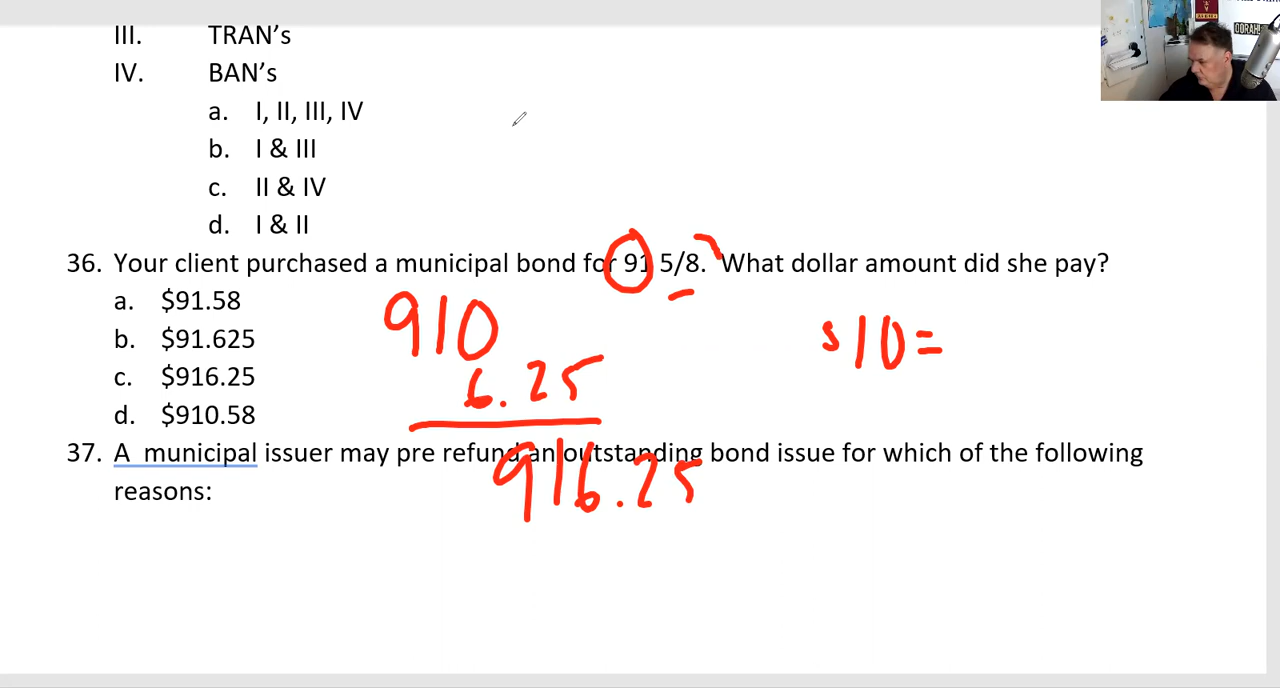 III. TRAN's
OORAH!
IV. BAN's
a. I, II, III, IV
b. I & III
c. II & IV
d. I & II
36. Your client purchased a municipal bond for 91 5/8. What dollar amount did she pay?
a. $91.58
910
b. $91.625
$10=
c. $916.25
6.25
d. $910.58
37. A municipal issuer may pre refund an outstanding bond issue for which of the following
916.25
reasons: